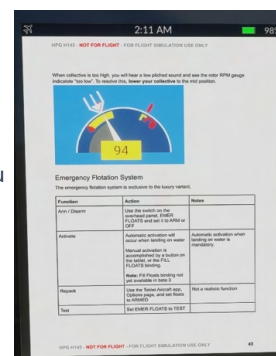 2:11 AM
98%
HPG H145 - NOT FOR FLIGHT - FOR FLIGHT SIMULATION USE ONLY
When collective is too high, you will hear a low pitched sound and see the rotor RPM gauge
indicate "too low". To resolve this, lower your collective to the mid position.
94
Emergency Flotation System
The emergency flotation system is exclusive to the luxury variant.
Function Action Notes
Arm / Disarm Use the switch on the
overhead panel, EMER
FLOATS and set it to ARM or
OFF
Activate Automatic activation will Automatic activation when
occur when landing on water landing on water is
mandatory.
Manual activation is
accomplished by a button on
the tablet, or the FILL
FLOATS binding.
Note: Fill Floats binding not
yet available in beta 3
Repack Use the Tablet Aircraft app, Not a realistic function
Options page, and set floats
to ARMED
Test Set EMER FLOATS to TEST
HPG H145 - NOT FOR FLIGHT - FOR FLIGHT SIMULATION USE ONLY